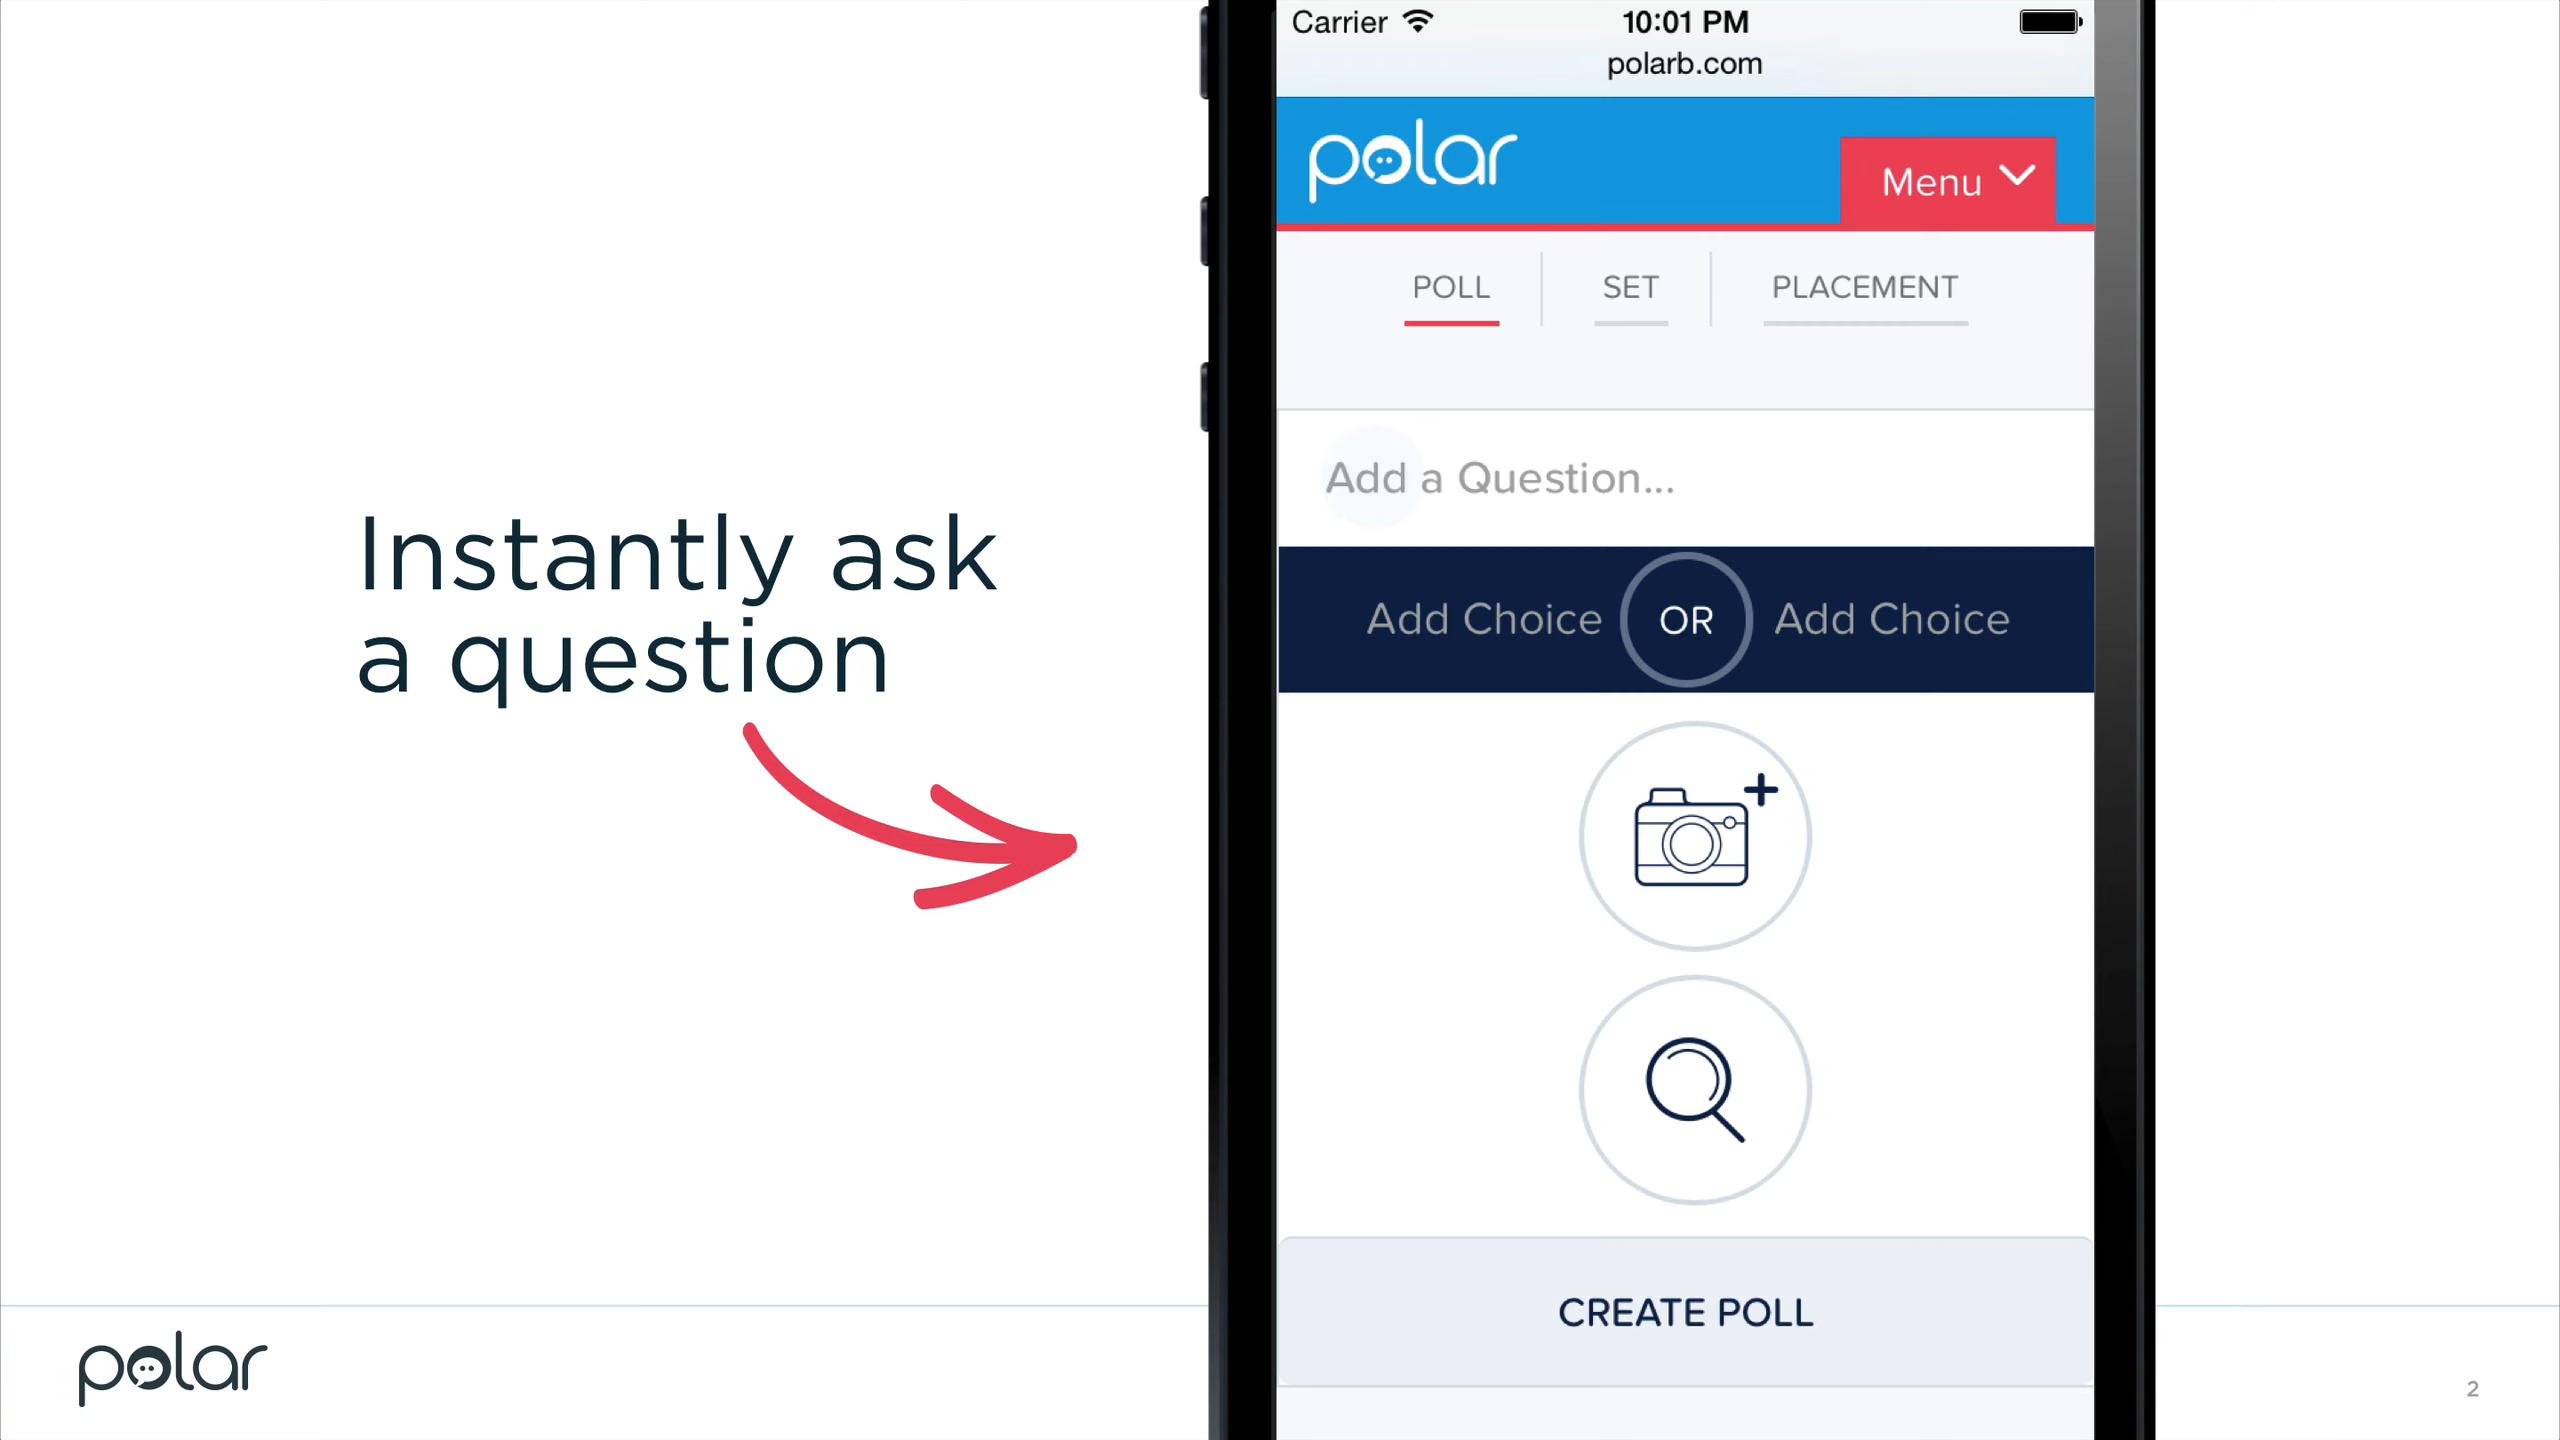 Instantly ask
a question
polar
Carrier
10:01 PM
polarb.com
polar
Menu
POLL
SET
PLACEMENT
Add a Question...
Add Choice
OR
Add Choice
CREATE POLL
2